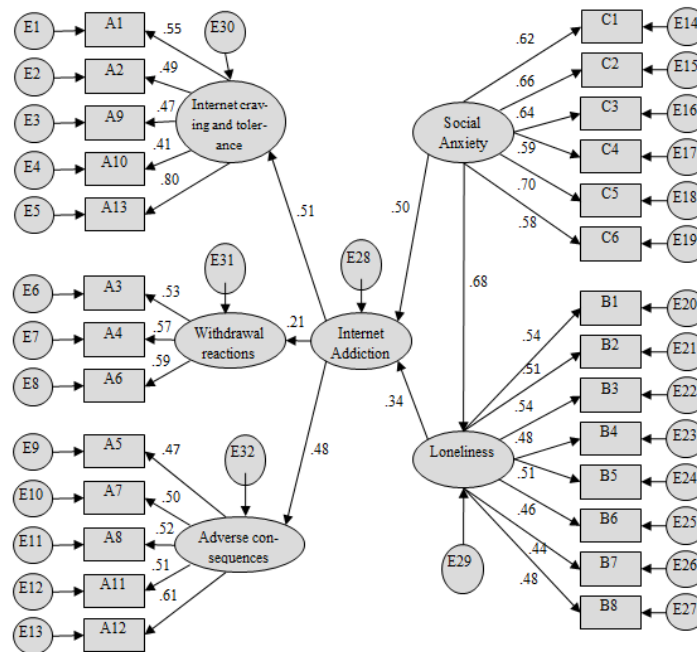 E1
A1
.55
E30
E2
A2
.49
E3
A9
.47
Internet crav-
ing and toler-
ance
E4
A10
.41
E5
A13
.80
.51
E6
A3
.53
E31
E28
E7
A4
.57
Withdrawal
reactions
.21
Internet
Addiction
E8
A6
.59
E9
A5
.47
E32
.48
E10
A7
.50
E11
A8
.52
Adverse con-
sequences
E12
A11
.51
E13
A12
.61
C1
E14
.62
C2
E15
.66
Social
Anxiety
.64
C3
E16
.59
C4
E17
.70
C5
E18
.58
C6
E19
.50
.68
.34
B1
E20
.54
B2
E21
.51
B3
E22
.54
Loneliness
.48
B4
E23
.51
B5
E24
.46
B6
E25
.44
B7
E26
.48
B8
E27
E29